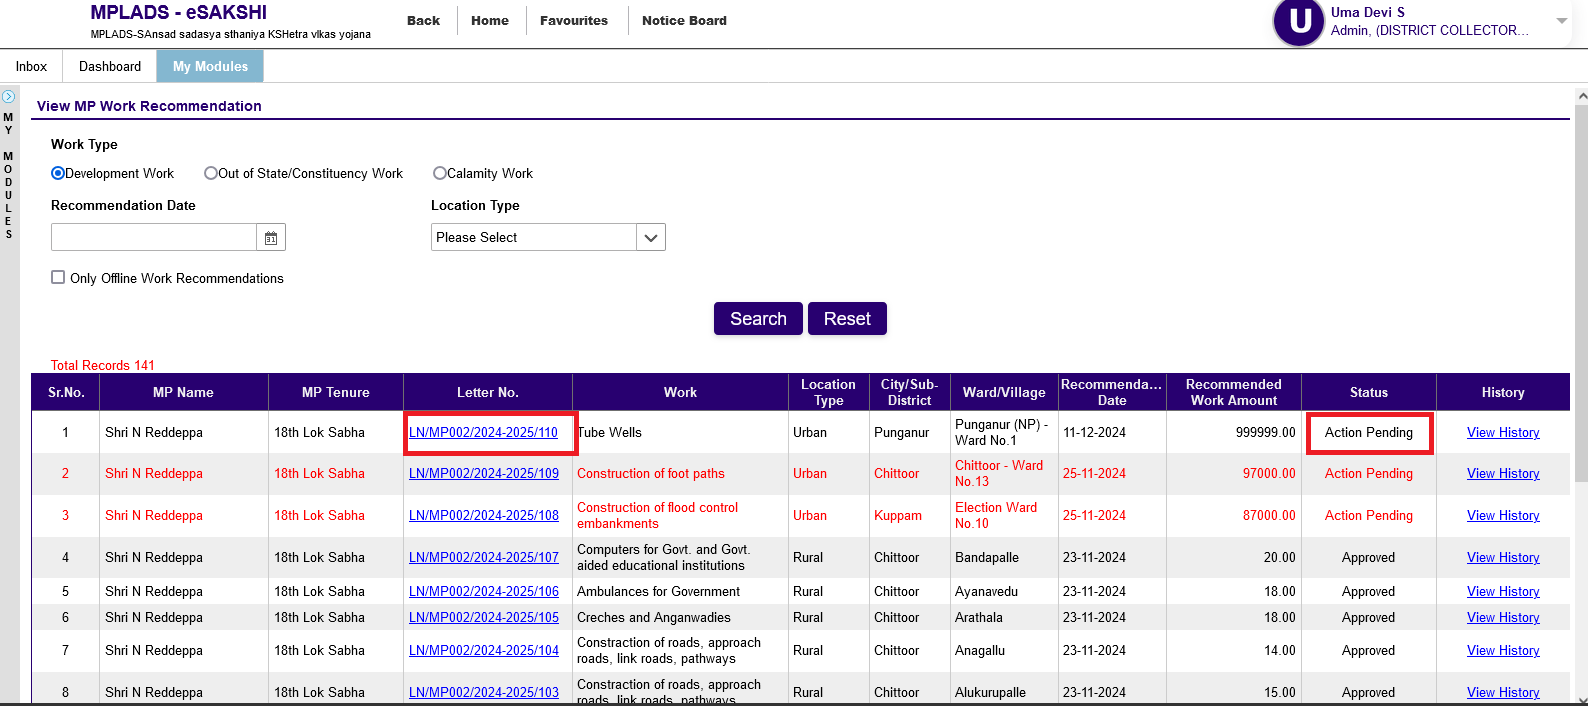 MPLADS - eSAKSHI
MPLADS-SAnsad sadasya sthaniya KSHetra vIkas yojana
Back Home Favourites Notice Board
U
Uma Devi S
Admin, (DISTRICT COLLECTOR...
Inbox Dashboard My Modules
MY MODULES
View MP Work Recommendation
Work Type
Development Work Out of State/Constituency Work Calamity Work
Recommendation Date Location Type
31 Please Select
Only Offline Work Recommendations
Search Reset
Total Records 141
Sr.No. MP Name MP Tenure Letter No. Work Location Type City/Sub-District Ward/Village Recommenda... Date Recommended Work Amount Status History
1 Shri N Reddeppa 18th Lok Sabha LN/MP002/2024-2025/110 Tube Wells Urban Punganur Punganur (NP) - Ward No.1 11-12-2024 999999.00 Action Pending View History
2 Shri N Reddeppa 18th Lok Sabha LN/MP002/2024-2025/109 Construction of foot paths Urban Chittoor Chittoor - Ward No.13 25-11-2024 97000.00 Action Pending View History
3 Shri N Reddeppa 18th Lok Sabha LN/MP002/2024-2025/108 Construction of flood control embankments Urban Kuppam Election Ward No.10 25-11-2024 87000.00 Action Pending View History
4 Shri N Reddeppa 18th Lok Sabha LN/MP002/2024-2025/107 Computers for Govt. and Govt. aided educational institutions Rural Chittoor Bandapalle 23-11-2024 20.00 Approved View History
5 Shri N Reddeppa 18th Lok Sabha LN/MP002/2024-2025/106 Ambulances for Government Rural Chittoor Ayanavedu 23-11-2024 18.00 Approved View History
6 Shri N Reddeppa 18th Lok Sabha LN/MP002/2024-2025/105 Creches and Anganwadies Rural Chittoor Arathala 23-11-2024 18.00 Approved View History
7 Shri N Reddeppa 18th Lok Sabha LN/MP002/2024-2025/104 Constraction of roads, approach roads, link roads, pathways Rural Chittoor Anagallu 23-11-2024 14.00 Approved View History
8 Shri N Reddeppa 18th Lok Sabha LN/MP002/2024-2025/103 Constraction of roads, approach roads, link roads, pathways Rural Chittoor Alukurupalle 23-11-2024 15.00 Approved View History